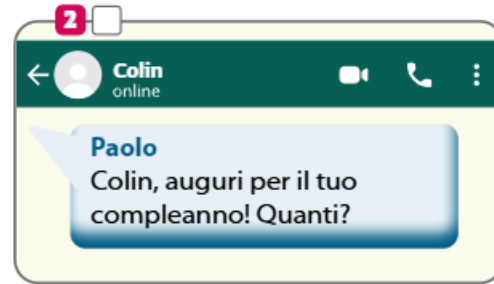 2
Colin
online
Paolo
Colin, auguri per il tuo
compleanno! Quanti?